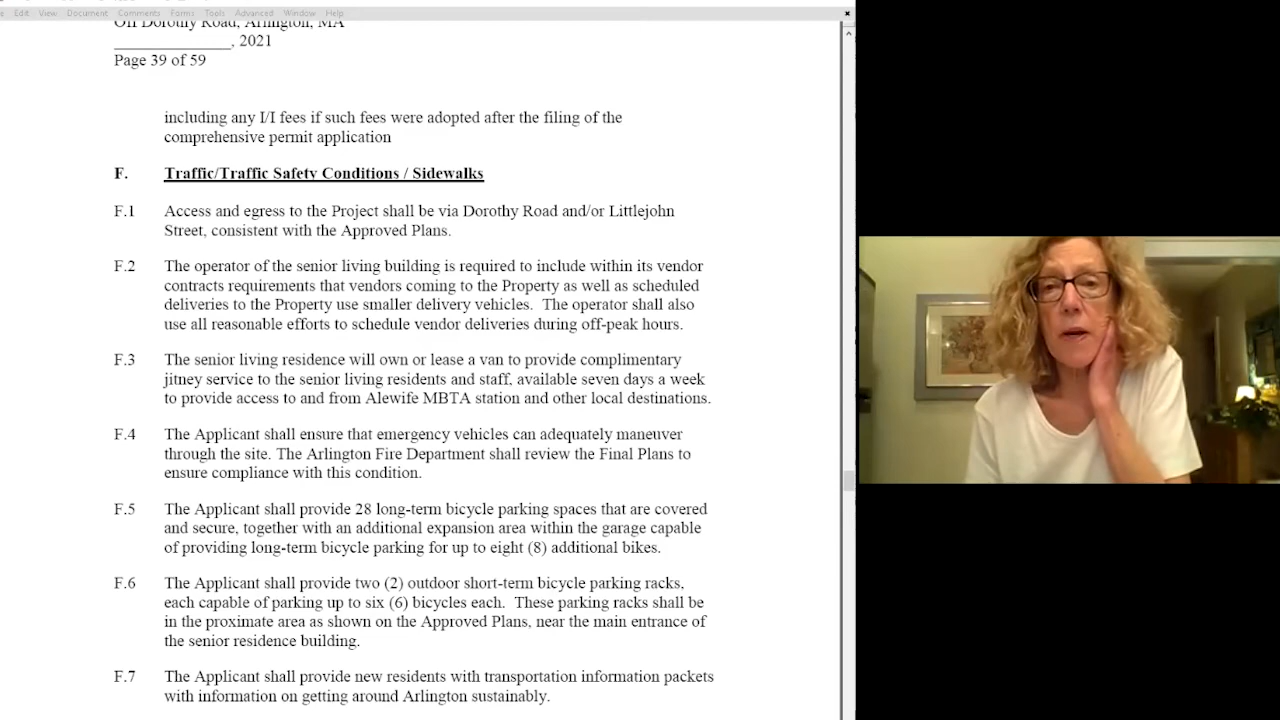 Edit View Document Comments Forms Tools Advanced Window Help
Off Dorothy Road, Arlington, MA
______________, 2021
Page 39 of 59
including any I/I fees if such fees were adopted after the filing of the
comprehensive permit application
F. Traffic/Traffic Safety Conditions / Sidewalks
F.1 Access and egress to the Project shall be via Dorothy Road and/or Littlejohn
Street, consistent with the Approved Plans.
F.2 The operator of the senior living building is required to include within its vendor
contracts requirements that vendors coming to the Property as well as scheduled
deliveries to the Property use smaller delivery vehicles. The operator shall also
use all reasonable efforts to schedule vendor deliveries during off-peak hours.
F.3 The senior living residence will own or lease a van to provide complimentary
jitney service to the senior living residents and staff, available seven days a week
to provide access to and from Alewife MBTA station and other local destinations.
F.4 The Applicant shall ensure that emergency vehicles can adequately maneuver
through the site. The Arlington Fire Department shall review the Final Plans to
ensure compliance with this condition.
F.5 The Applicant shall provide 28 long-term bicycle parking spaces that are covered
and secure, together with an additional expansion area within the garage capable
of providing long-term bicycle parking for up to eight (8) additional bikes.
F.6 The Applicant shall provide two (2) outdoor short-term bicycle parking racks,
each capable of parking up to six (6) bicycles each. These parking racks shall be
in the proximate area as shown on the Approved Plans, near the main entrance of
the senior residence building.
F.7 The Applicant shall provide new residents with transportation information packets
with information on getting around Arlington sustainably.